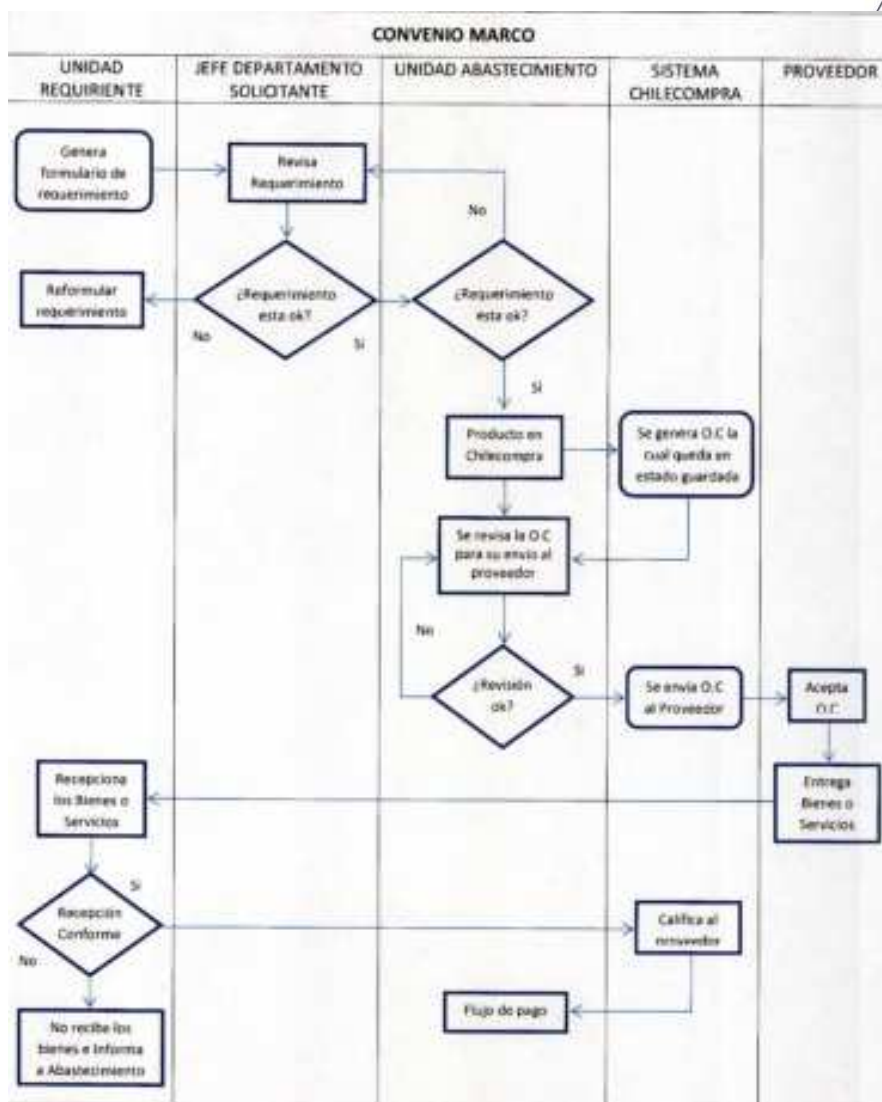 CONVENIO MARCO
UNIDAD
REQUIRIENTE
JEFE DEPARTAMENTO
SOLICITANTE
UNIDAD ABASTECIMIENTO
SISTEMA
CHILECOMPRA
PROVEEDOR
Genera
formulario de
requerimiento
Revisa
Requerimiento
No
Reformular
requerimiento
¿Requerimiento
esta ok?
¿Requerimiento
esta ok?
No
Si
Si
Producto en
Chilecompra
Se genera O.C la
cual queda en
estado guardada
Se revisa la O.C
para su envio al
proveedor
No
¿Revisión
ok?
Si
Se envia O.C
al Proveedor
Acepta
O.C
Recepciona
los Bienes o
Servicios
Entrega
Bienes o
Servicios
Si
Recepción
Conforme
No
Califica al
proveedor
Flujo de pago
No recibe los
bienes e Informa
a Abastecimiento